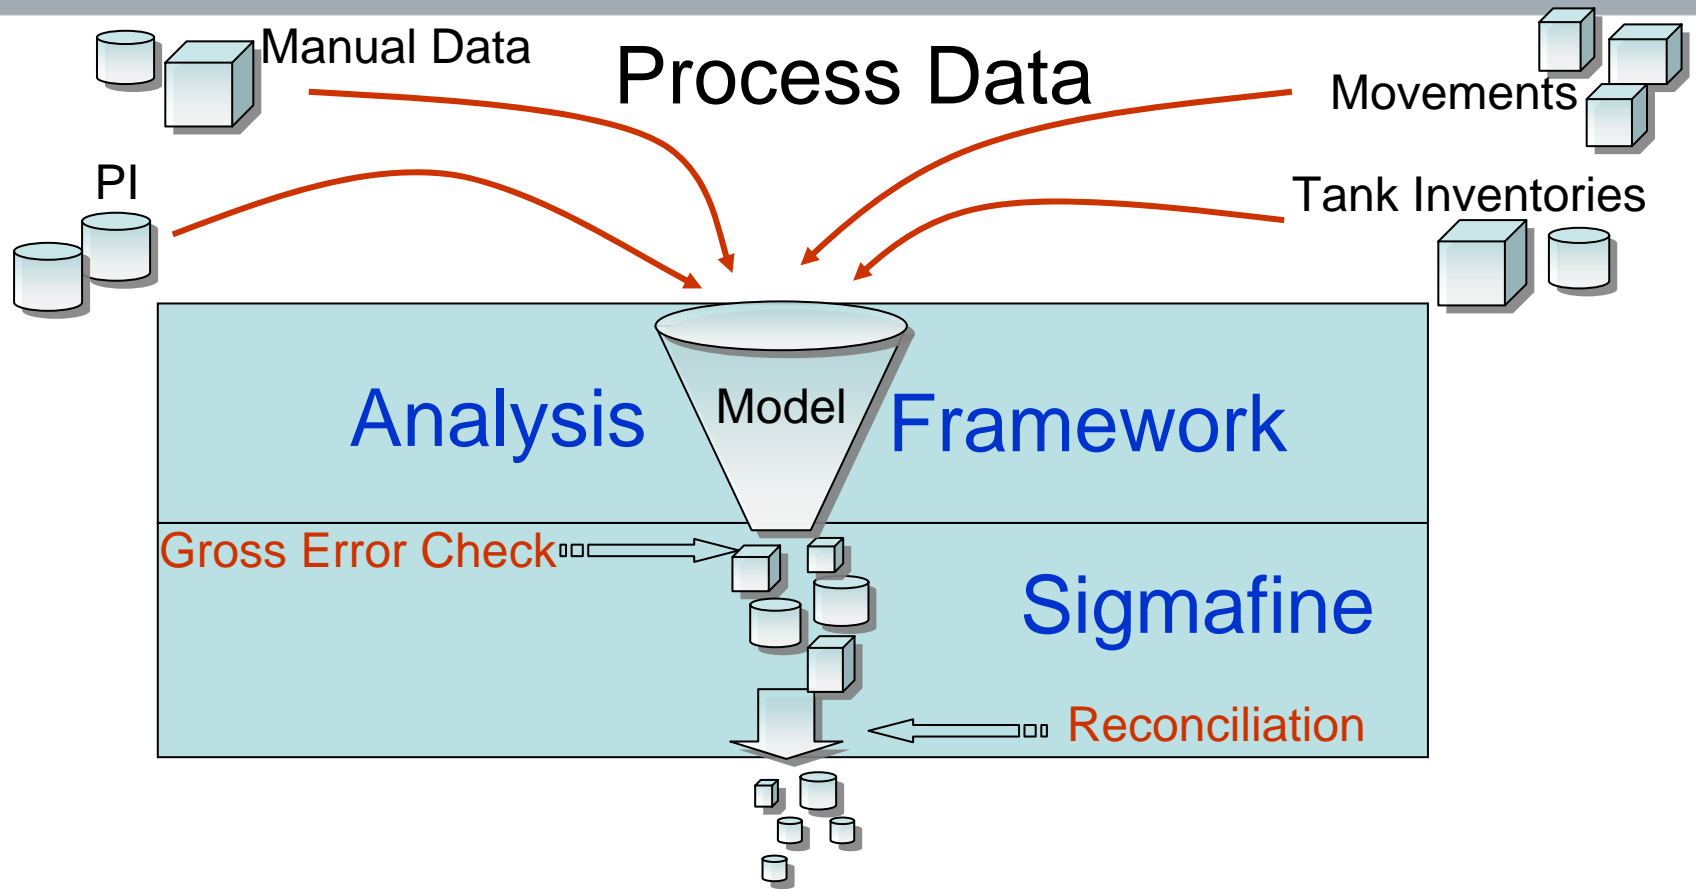 Manual Data
Process Data
Movements
PI
Tank Inventories
Analysis
Model
Framework
Gross Error Check
Sigmafine
Reconciliation